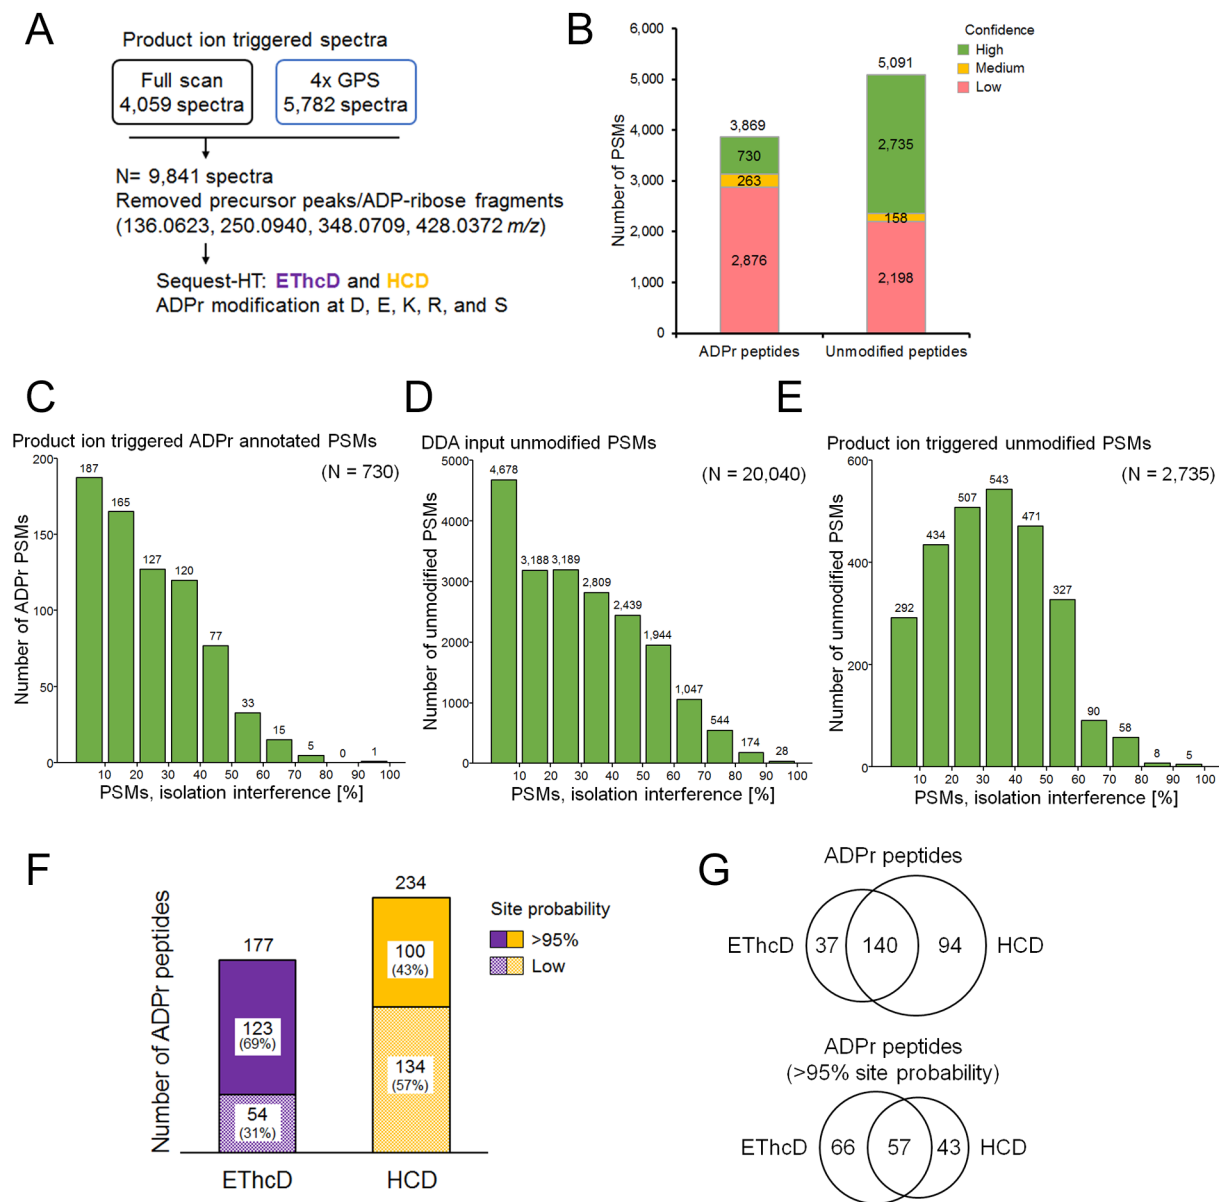 A
Product ion triggered spectra
Full scan
4,059 spectra
4x GPS
5,782 spectra
N= 9,841 spectra
Removed precursor peaks/ADP-ribose fragments
(136.0623, 250.0940, 348.0709, 428.0372 m/z)
Sequest-HT: EThcD and HCD
ADPr modification at D, E, K, R, and S
B
Number of PSMs
6,000
5,000
4,000
3,000
2,000
1,000
0
3,869
730
263
2,876
5,091
2,735
158
2,198
ADPr peptides
Unmodified peptides
Confidence
High
Medium
Low
C
Product ion triggered ADPr annotated PSMs
(N = 730)
Number of ADPr PSMs
200
150
100
50
0
187
165
127
120
77
33
15
5
0
1
10 20 30 40 50 60 70 80 90 100
PSMs, isolation interference [%]
D
DDA input unmodified PSMs
(N = 20,040)
Number of unmodified PSMs
5000
4000
3000
2000
1000
0
4,678
3,188
3,189
2,809
2,439
1,944
1,047
544
174
28
10 20 30 40 50 60 70 80 90 100
PSMs, isolation interference [%]
E
Product ion triggered unmodified PSMs
(N = 2,735)
Number of unmodified PSMs
600
400
200
0
292
434
507
543
471
327
90
58
8
5
10 20 30 40 50 60 70 80 90 100
PSMs, isolation interference [%]
F
Number of ADPr peptides
177
123
(69%)
54
(31%)
EThcD
234
100
(43%)
134
(57%)
HCD
Site probability
>95%
Low
G
ADPr peptides
EThcD 37 140 94 HCD
ADPr peptides
(>95% site probability)
EThcD 66 57 43 HCD